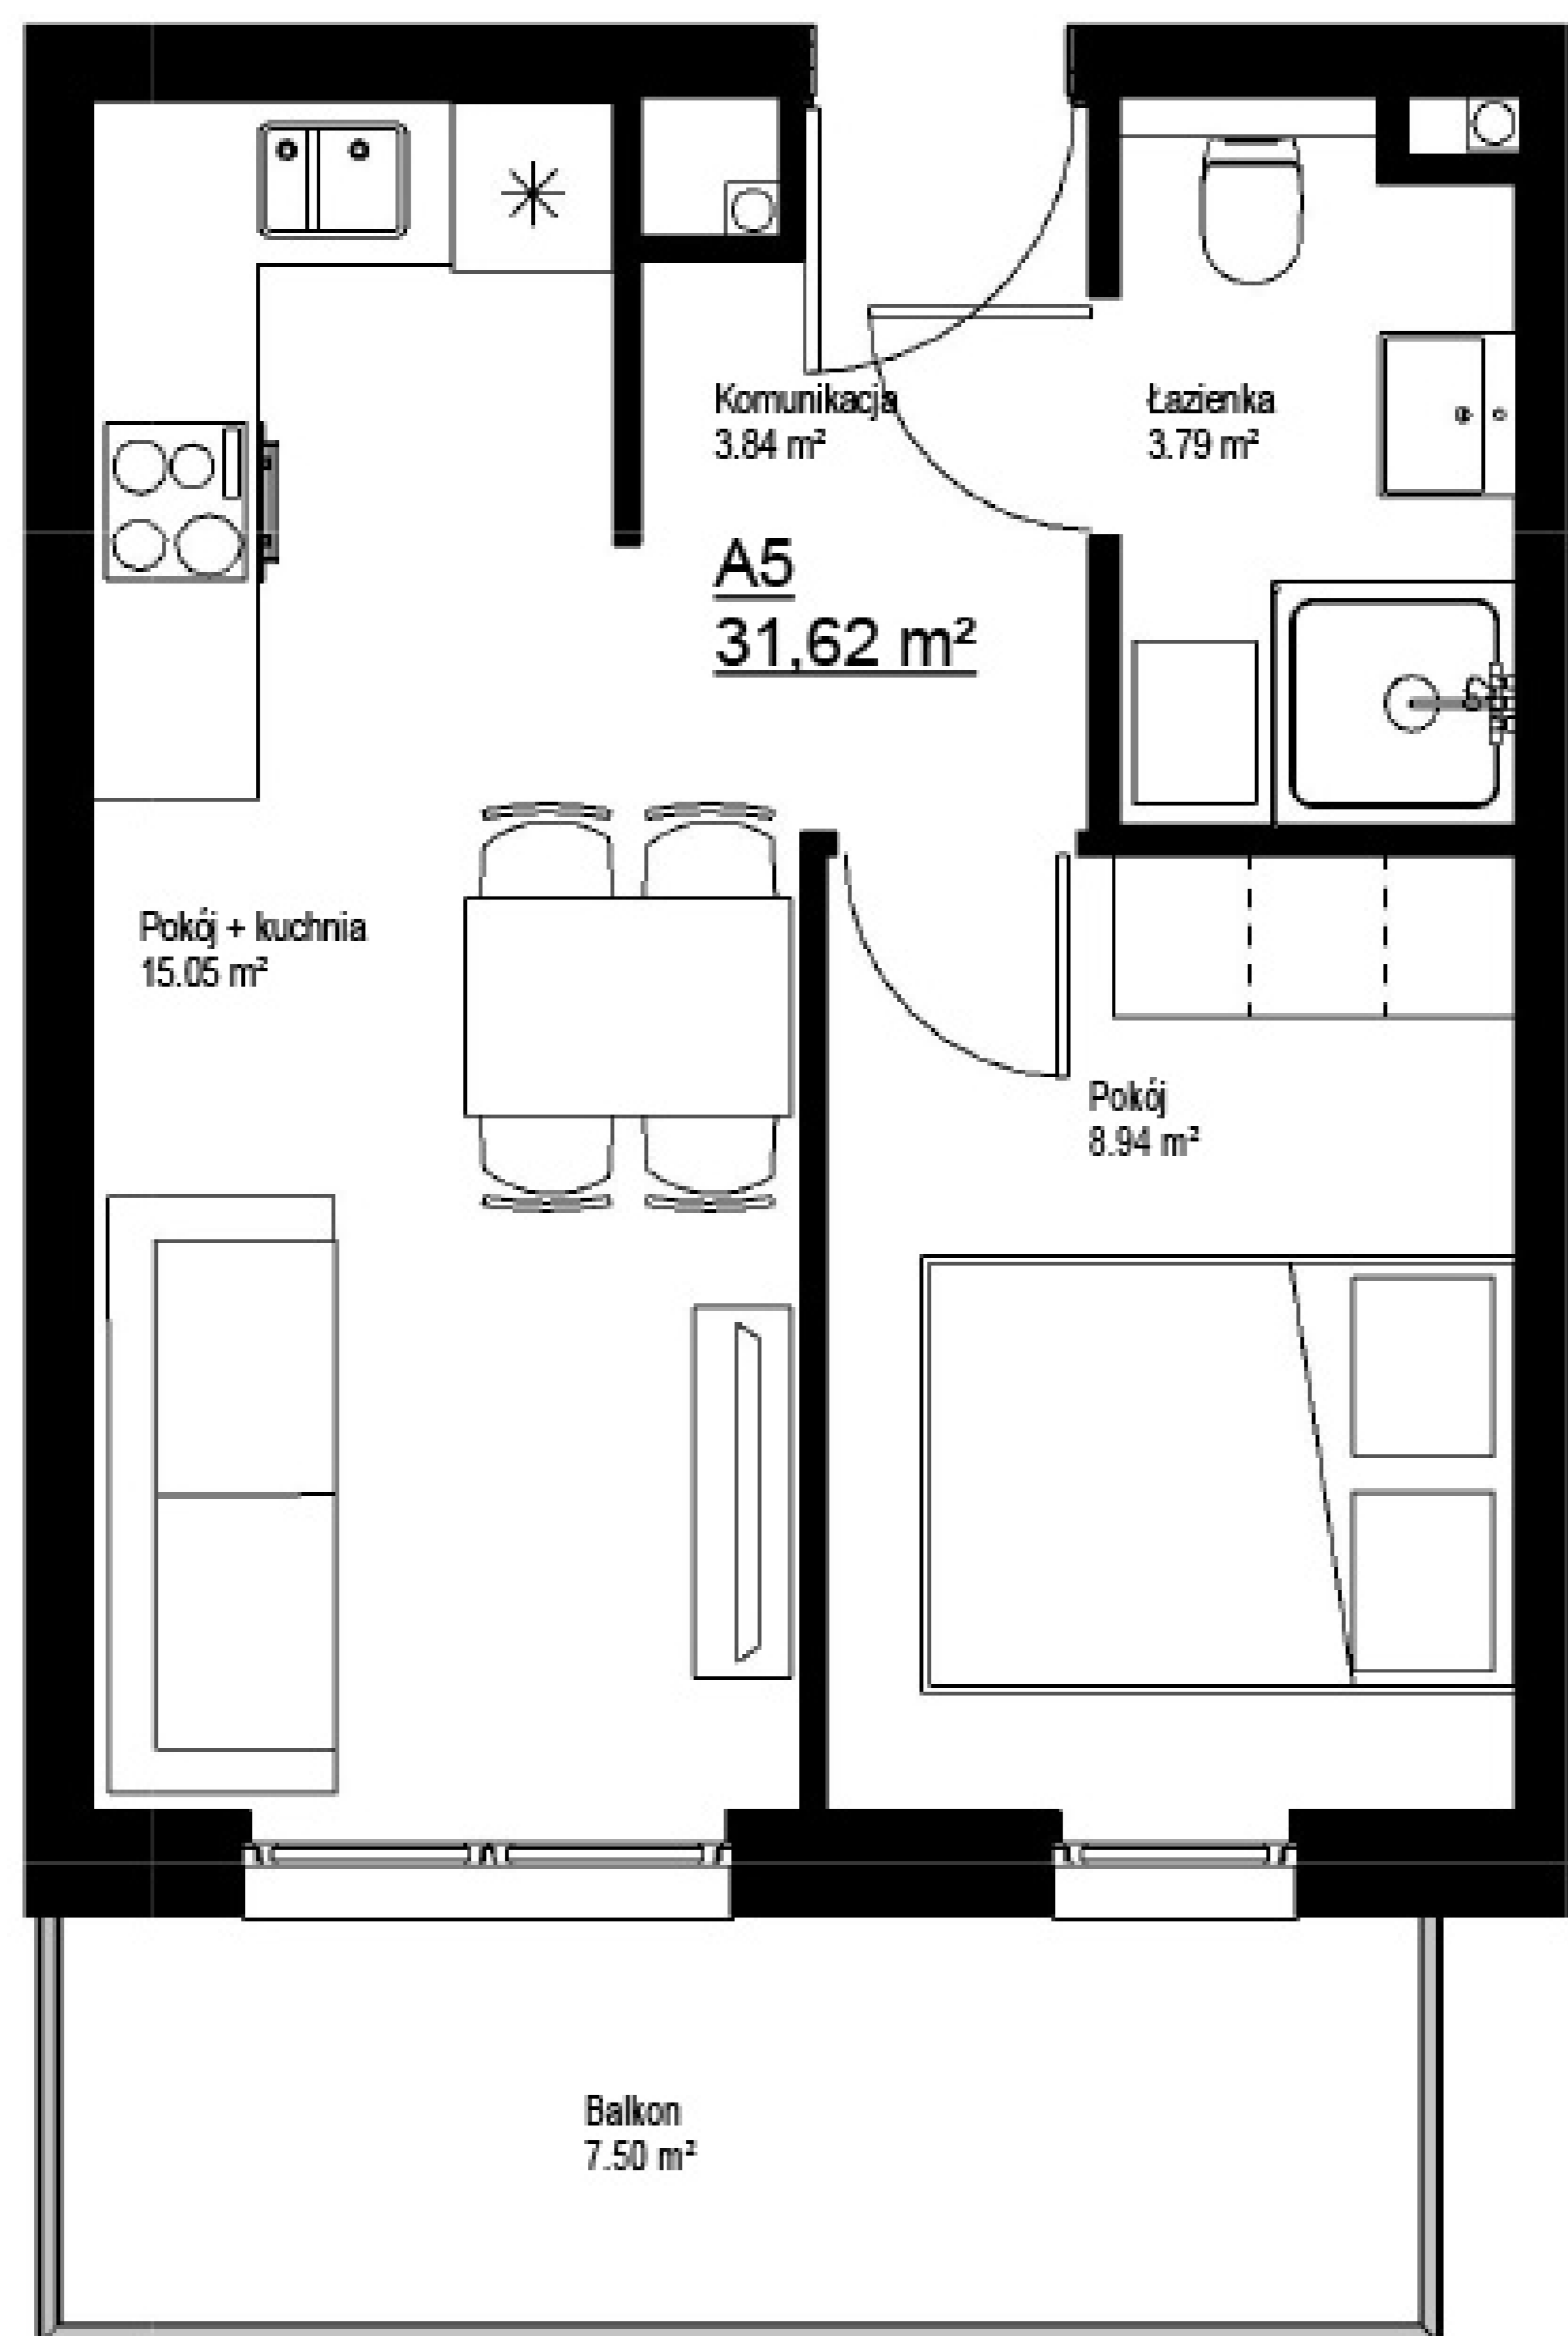 Komunikacja
3.84 m²
Łazienka
3.79 m²
A5
31,62 m²
Pokój + kuchnia
15.05 m²
Pokój
8.94 m²
Balkon
7.50 m²